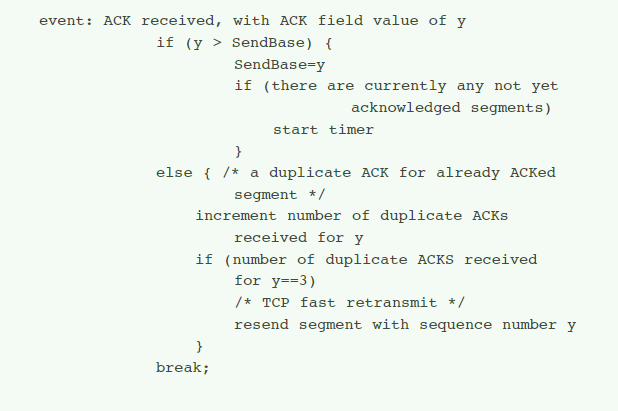 event: ACK received, with ACK field value of y
if (y > SendBase) {
SendBase=y
if (there are currently any not yet
acknowledged segments)
start timer
}
else { /* a duplicate ACK for already ACKed
segment */
increment number of duplicate ACKs
received for y
if (number of duplicate ACKS received
for y==3)
/* TCP fast retransmit */
resend segment with sequence number y
}
break;